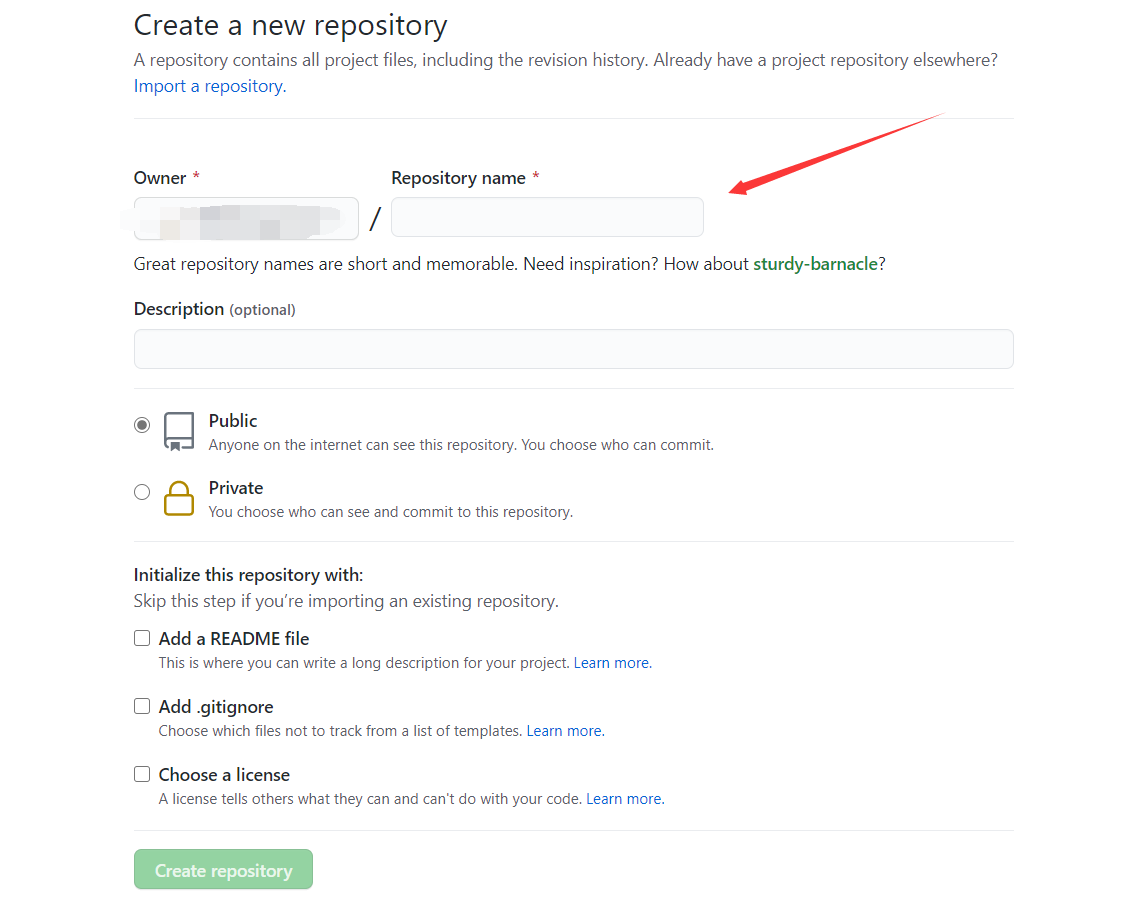 Create a new repository
A repository contains all project files, including the revision history. Already have a project repository elsewhere?
Import a repository.
Owner *
Repository name *
/
Great repository names are short and memorable. Need inspiration? How about sturdy-barnacle?
Description (optional)
Public
Anyone on the internet can see this repository. You choose who can commit.
Private
You choose who can see and commit to this repository.
Initialize this repository with:
Skip this step if you’re importing an existing repository.
Add a README file
This is where you can write a long description for your project. Learn more.
Add .gitignore
Choose which files not to track from a list of templates. Learn more.
Choose a license
A license tells others what they can and can't do with your code. Learn more.
Create repository